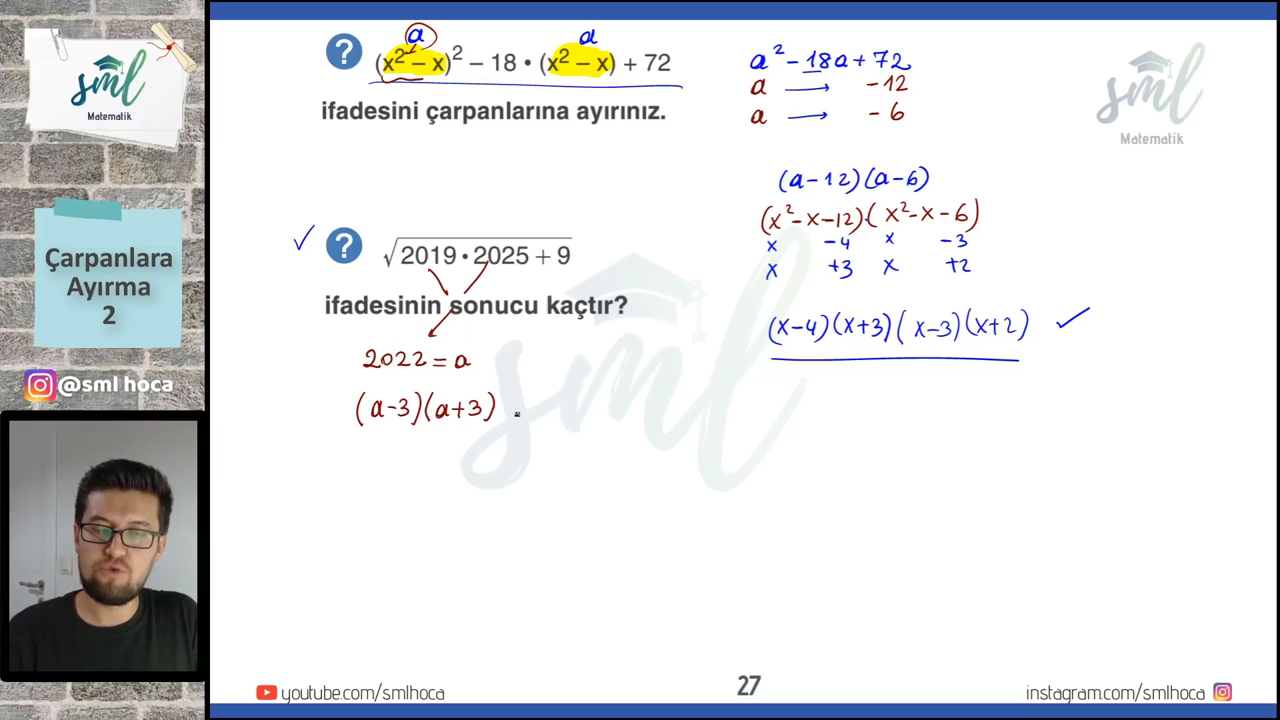 sml
Matematik
Çarpanlara
Ayırma
2
@sml hoca
a
a
? (x² – x)² – 18 • (x² – x) + 72
ifadesini çarpanlarına ayırınız.
a² - 18a + 72
a → -12
a → -6
sml
Matematik
(a-12)(a-6)
(x²-x-12).(x²-x-6)
x -4 x -3
x +3 x +2
(x-4)(x+3)(x-3)(x+2) ✓
✓ ? √2019 • 2025 + 9
ifadesinin sonucu kaçtır?
2022 = a
(a-3)(a+3)
sml
youtube.com/smlhoca
27
instagram.com/smlhoca